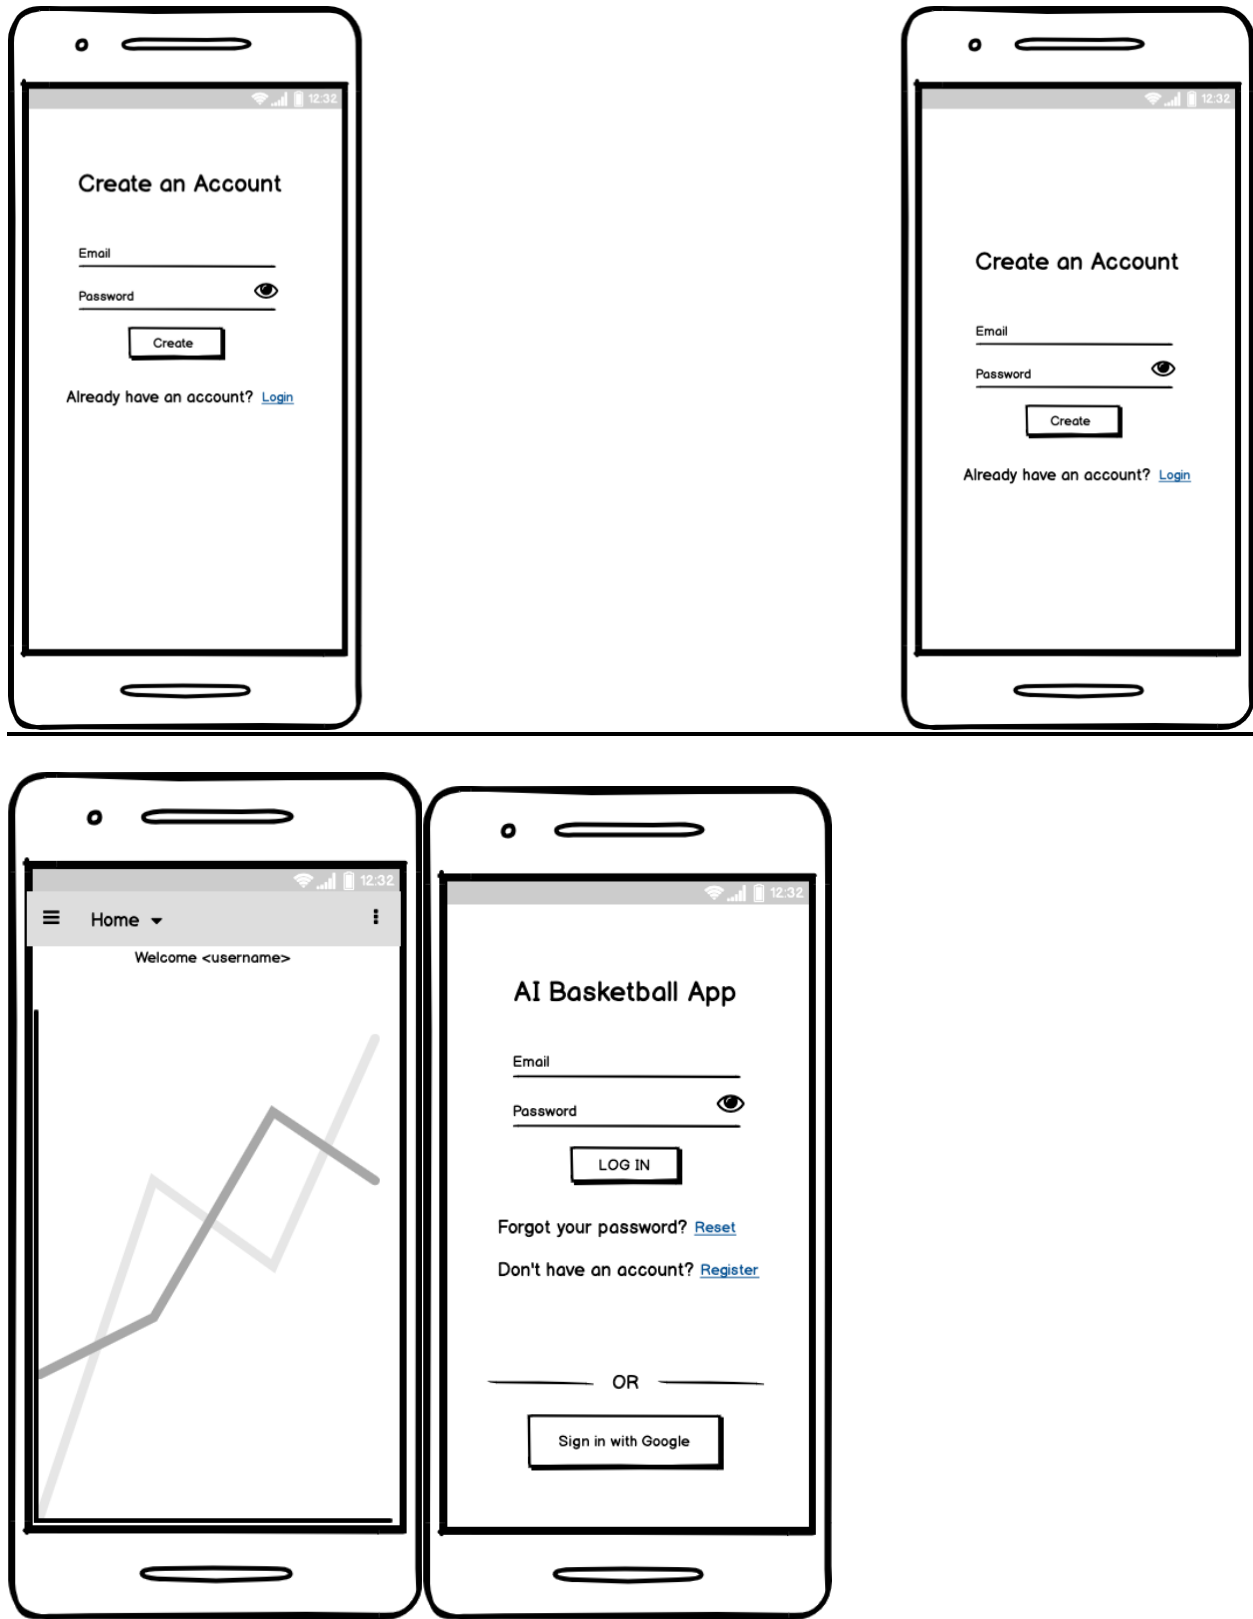 12:32
Create an Account
Email
Password
Create
Already have an account? Login
12:32
Create an Account
Email
Password
Create
Already have an account? Login
12:32
Home
Welcome <username>
12:32
AI Basketball App
Email
Password
LOG IN
Forgot your password? Reset
Don't have an account? Register
OR
Sign in with Google